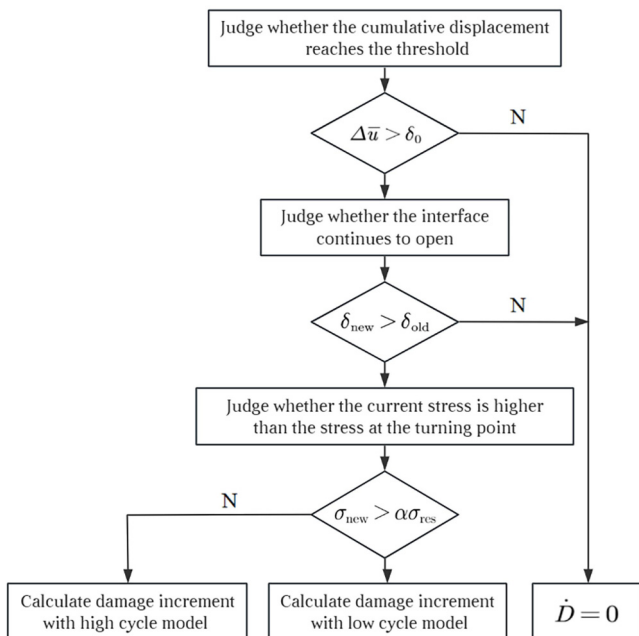 Judge whether the cumulative displacement
reaches the threshold
Δu̅ > δ₀
N
Judge whether the interface
continues to open
δnew > δold
N
Judge whether the current stress is higher
than the stress at the turning point
N
σnew > ασres
Calculate damage increment
with high cycle model
Calculate damage increment
with low cycle model
Ḋ = 0